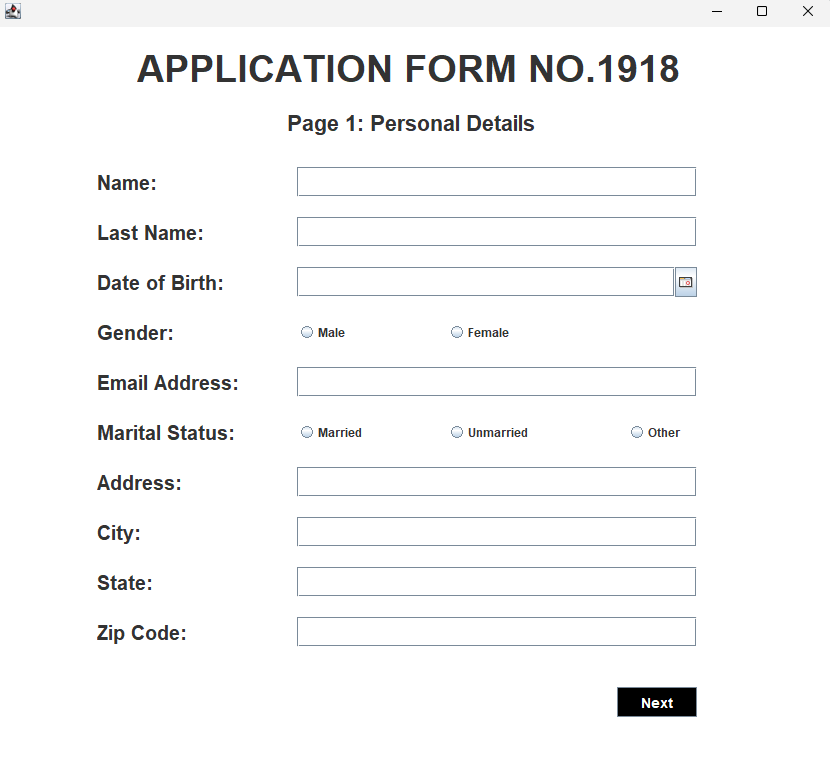 APPLICATION FORM NO.1918
Page 1: Personal Details
Name:
Last Name:
Date of Birth:
Gender: Male Female
Email Address:
Marital Status: Married Unmarried Other
Address:
City:
State:
Zip Code:
Next